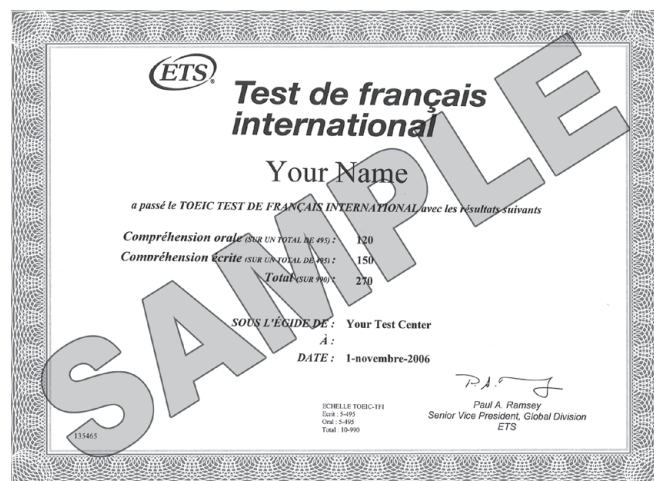 ETS®
Test de français
international
Your Name
a passé le TOEIC TEST DE FRANÇAIS INTERNATIONAL avec les résultats suivants
Compréhension orale (SUR UN TOTAL DE 495) : 120
Compréhension écrite (SUR UN TOTAL DE 495) : 150
Total (SUR 990) : 270
SOUS L'ÉGIDE DE : Your Test Center
À :
DATE : 1-novembre-2006
ECHELLE TOEIC-TFI
Ecrit : 5-495
Oral : 5-495
Total : 10-990
Paul A. Ramsey
Senior Vice President, Global Division
ETS
135465
SAMPLE